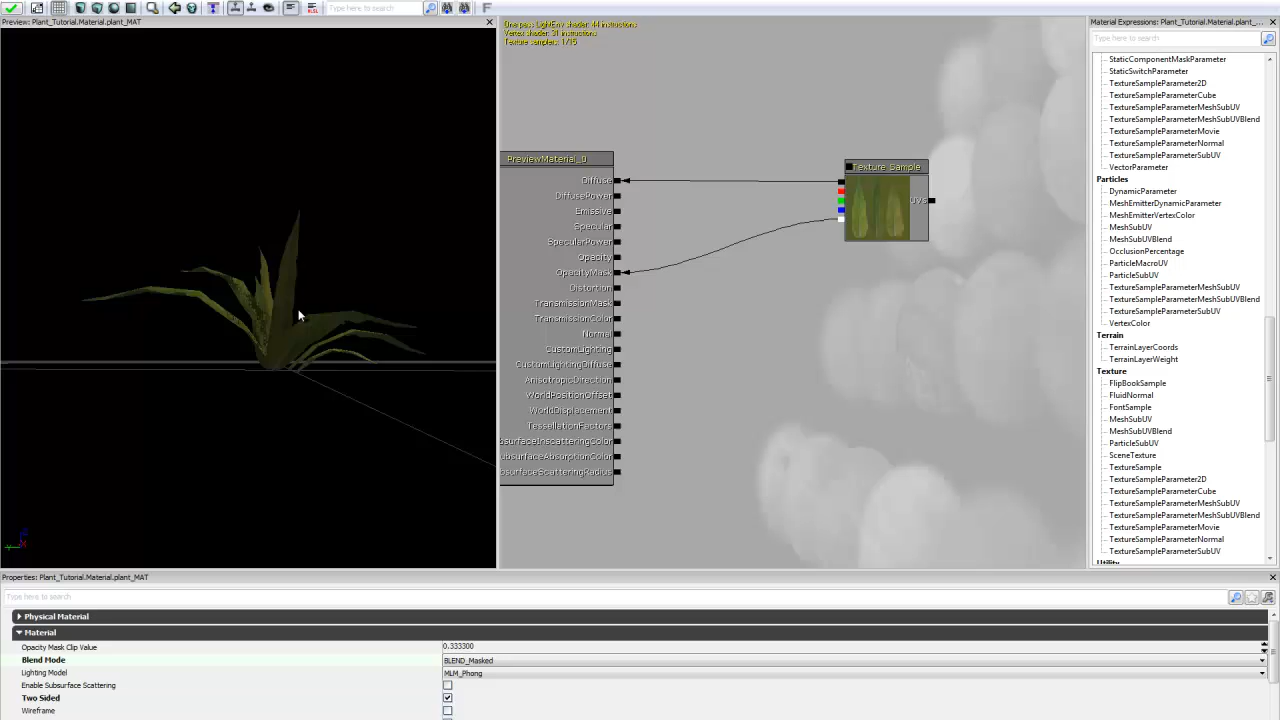 Type here to search
F
Preview: Plant_Tutorial.Material.plant_MAT
One pass LightEnv shader: 44 instructions
Vertex shader: 31 instructions
Texture samplers: 1/15
PreviewMaterial_0
Diffuse
DiffusePower
Emissive
Specular
SpecularPower
Opacity
OpacityMask
Distortion
TransmissionMask
TransmissionColor
Normal
CustomLighting
CustomLightingDiffuse
AnisotropicDirection
WorldPositionOffset
WorldDisplacement
TessellationFactors
bsurfaceInscatteringColor
ubsurfaceAbsorptionColor
bsurfaceScatteringRadius
Texture Sample
UVs
Material Expressions: Plant_Tutorial.Material.plant_...
Type here to search
StaticComponentMaskParameter
StaticSwitchParameter
TextureSampleParameter2D
TextureSampleParameterCube
TextureSampleParameterMeshSubUV
TextureSampleParameterMeshSubUVBlend
TextureSampleParameterMovie
TextureSampleParameterNormal
TextureSampleParameterSubUV
VectorParameter
Particles
DynamicParameter
MeshEmitterDynamicParameter
MeshEmitterVertexColor
MeshSubUV
MeshSubUVBlend
OcclusionPercentage
ParticleMacroUV
ParticleSubUV
TextureSampleParameterMeshSubUV
TextureSampleParameterMeshSubUVBlend
TextureSampleParameterSubUV
VertexColor
Terrain
TerrainLayerCoords
TerrainLayerWeight
Texture
FlipBookSample
FluidNormal
FontSample
MeshSubUV
MeshSubUVBlend
ParticleSubUV
SceneTexture
TextureSample
TextureSampleParameter2D
TextureSampleParameterCube
TextureSampleParameterMeshSubUV
TextureSampleParameterMeshSubUVBlend
TextureSampleParameterMovie
TextureSampleParameterNormal
TextureSampleParameterSubUV
Utility
Properties: Plant_Tutorial.Material.plant_MAT
Type here to search
Physical Material
Material
Opacity Mask Clip Value 0.333300
Blend Mode BLEND_Masked
Lighting Model MLM_Phong
Enable Subsurface Scattering
Two Sided
Wireframe